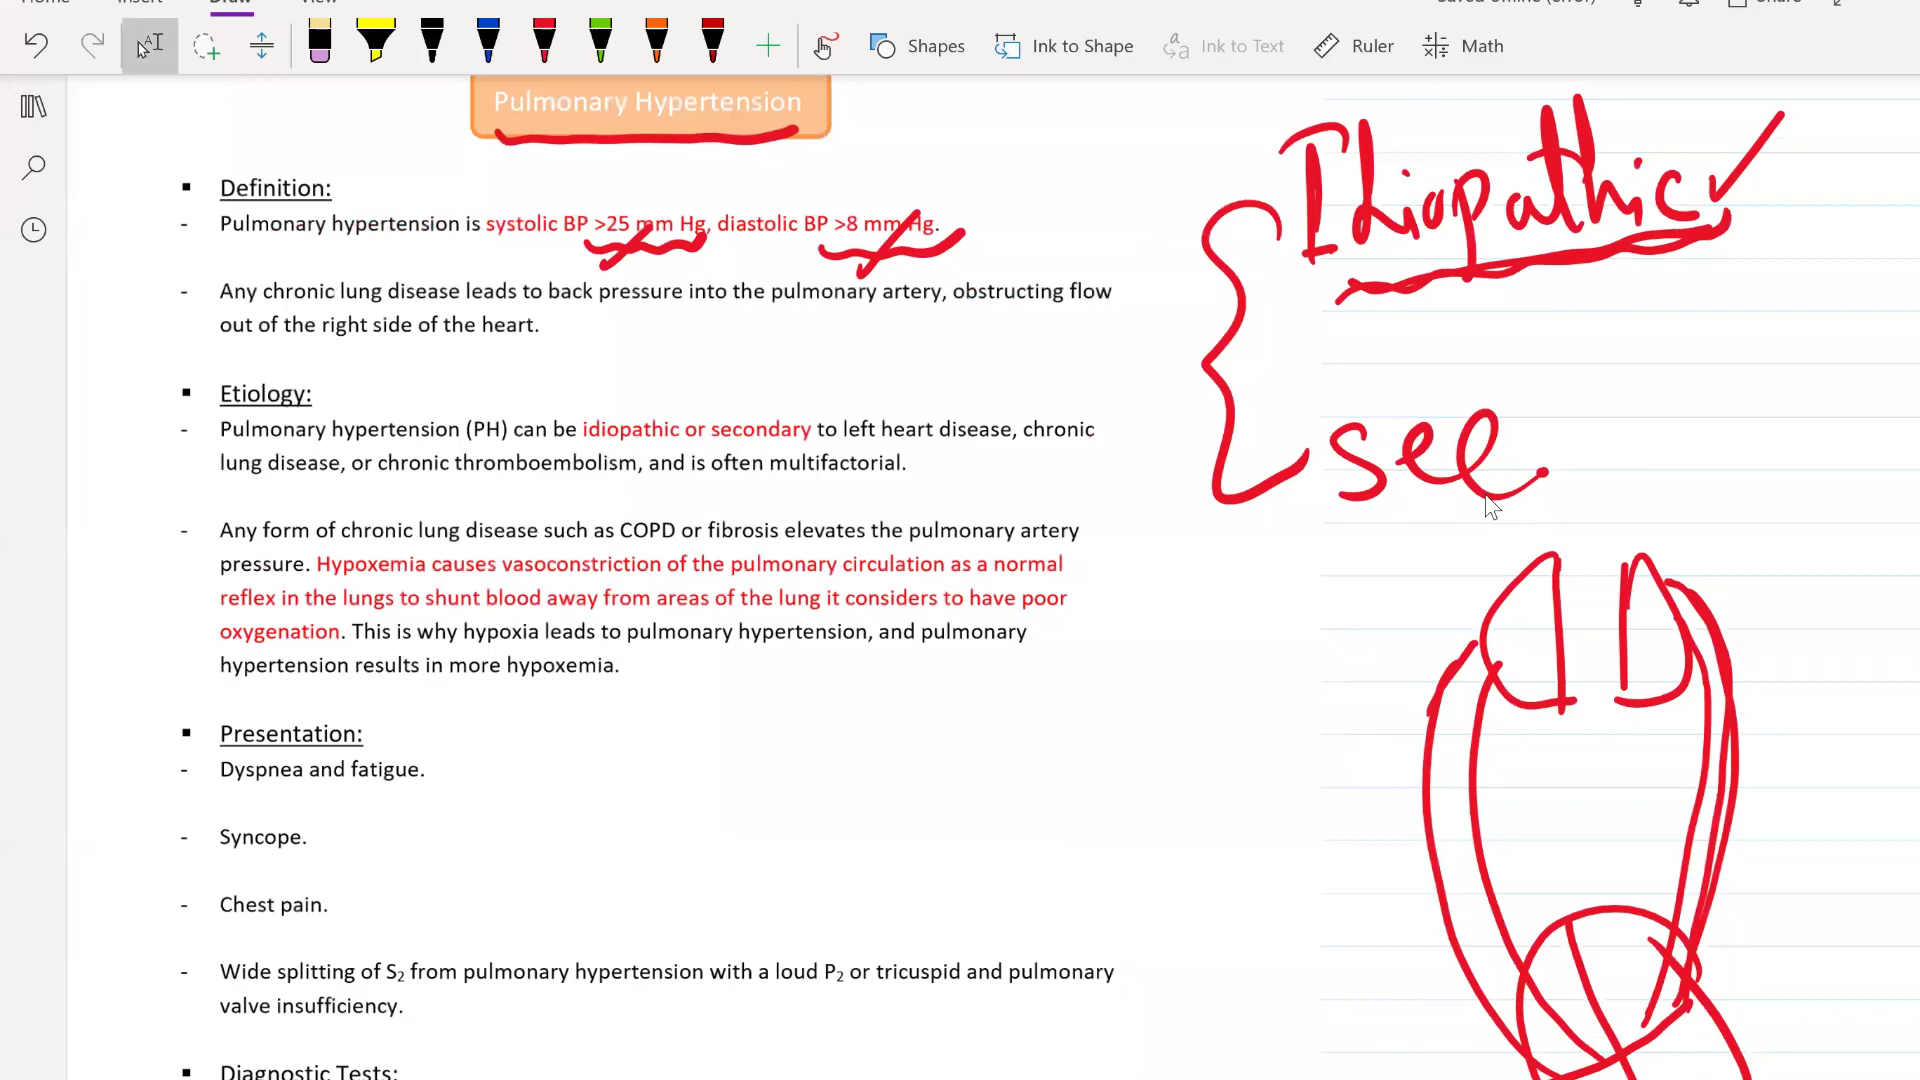 Insert
Draw
View
Saved online (error)
Share
Shapes
Ink to Shape
Ink to Text
Ruler
Math
Pulmonary Hypertension
▪ Definition:
- Pulmonary hypertension is systolic BP >25 mm Hg, diastolic BP >8 mm Hg.
- Any chronic lung disease leads to back pressure into the pulmonary artery, obstructing flow
out of the right side of the heart.
▪ Etiology:
- Pulmonary hypertension (PH) can be idiopathic or secondary to left heart disease, chronic
lung disease, or chronic thromboembolism, and is often multifactorial.
- Any form of chronic lung disease such as COPD or fibrosis elevates the pulmonary artery
pressure. Hypoxemia causes vasoconstriction of the pulmonary circulation as a normal
reflex in the lungs to shunt blood away from areas of the lung it considers to have poor
oxygenation. This is why hypoxia leads to pulmonary hypertension, and pulmonary
hypertension results in more hypoxemia.
▪ Presentation:
- Dyspnea and fatigue.
- Syncope.
- Chest pain.
- Wide splitting of S2 from pulmonary hypertension with a loud P2 or tricuspid and pulmonary
valve insufficiency.
▪ Diagnostic Tests:
Idiopathic
sec